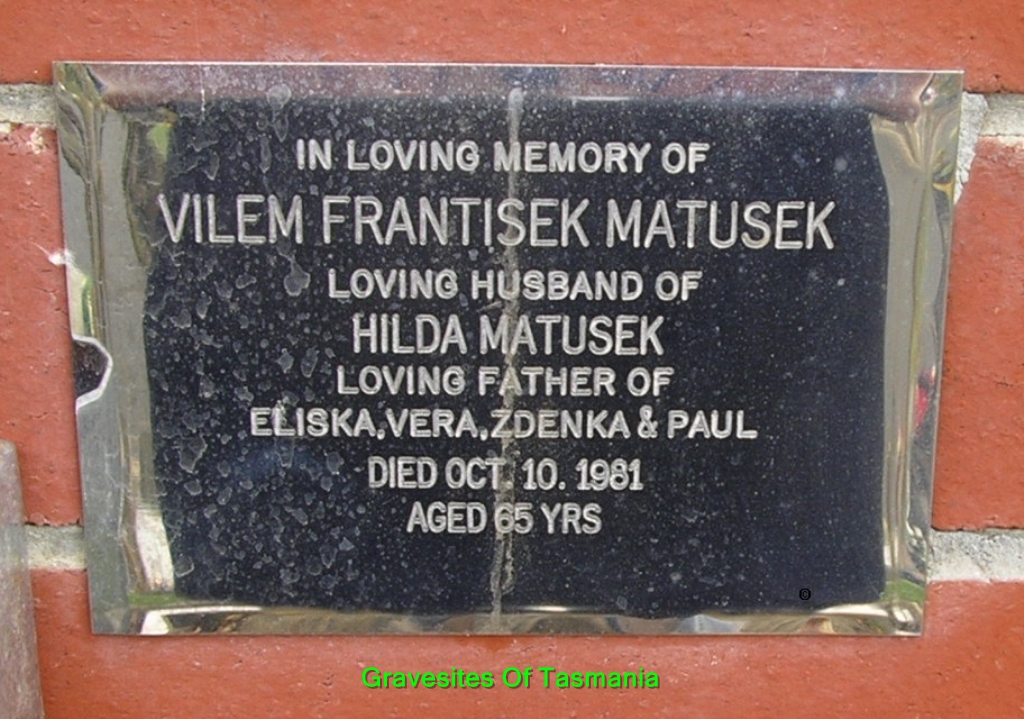 IN LOVING MEMORY OF
VILEM FRANTISEK MATUSEK
LOVING HUSBAND OF
HILDA MATUSEK
LOVING FATHER OF
ELISKA,VERA,ZDENKA & PAUL
DIED OCT. 10. 1981
AGED 65 YRS
©
Gravesites Of Tasmania